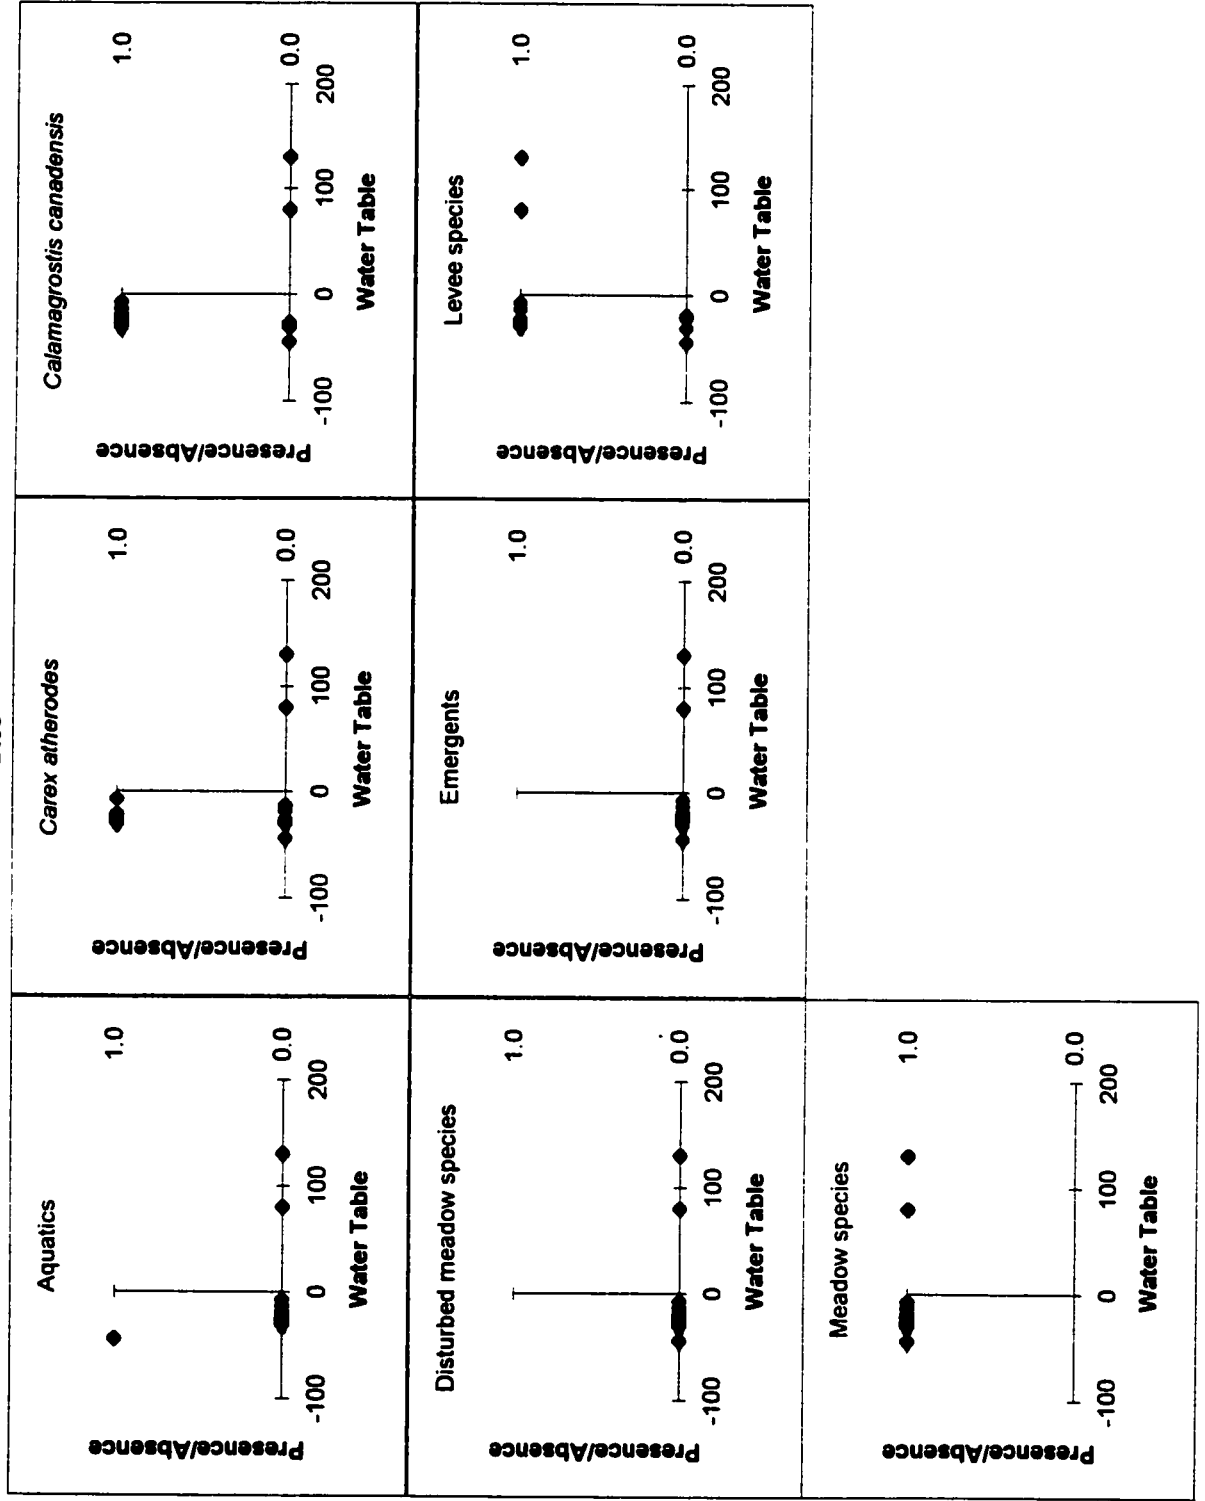 Aquatics
Presence/Absence
1.0
0.0
-100
0
100
200
Water Table
Carex atherodes
Presence/Absence
1.0
0.0
-100
0
100
200
Water Table
Calamagrostis canadensis
Presence/Absence
1.0
0.0
-100
0
100
200
Water Table
Disturbed meadow species
Presence/Absence
1.0
0.0
-100
0
100
200
Water Table
Emergents
Presence/Absence
1.0
0.0
-100
0
100
200
Water Table
Levee species
Presence/Absence
1.0
0.0
-100
0
100
200
Water Table
Meadow species
Presence/Absence
1.0
0.0
-100
0
100
200
Water Table